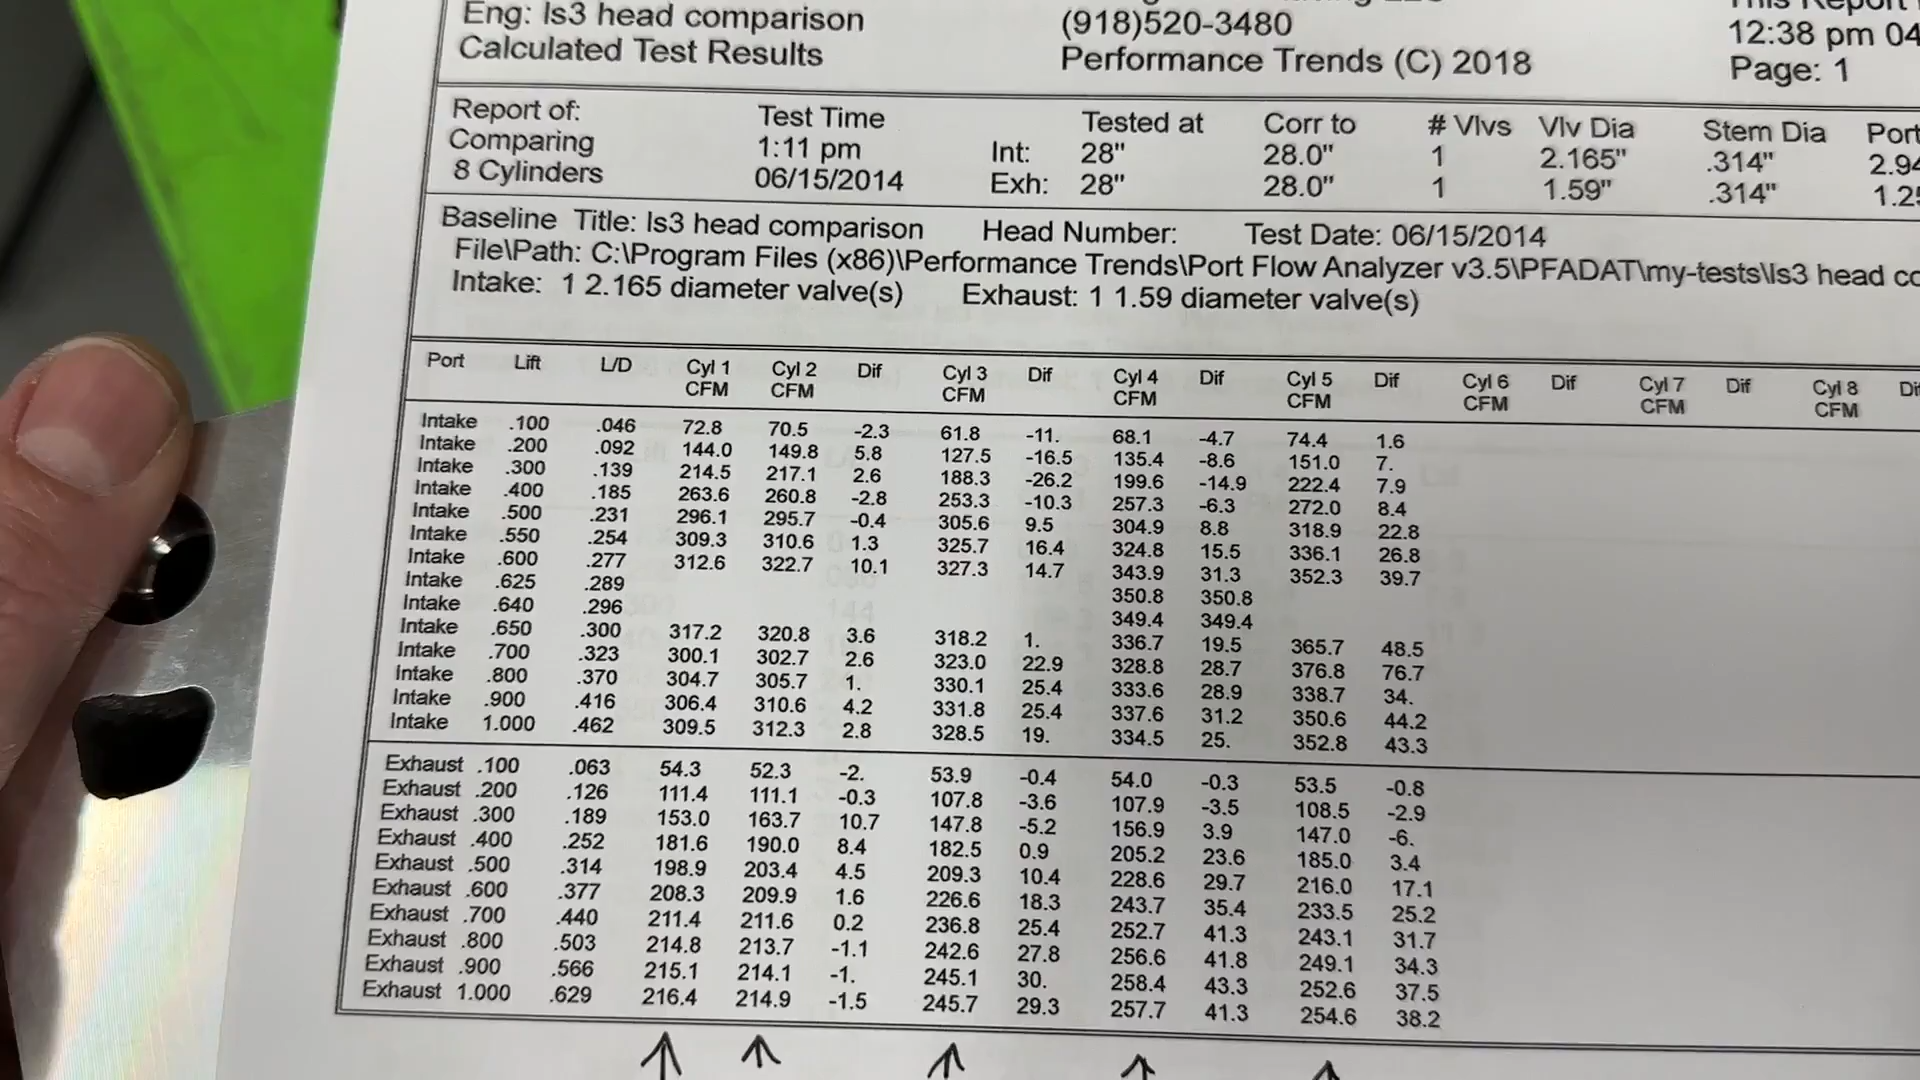 Eng: ls3 head comparison (918)520-3480 12:38 pm 04
Calculated Test Results Performance Trends (C) 2018 Page: 1
Report of: Test Time Tested at Corr to # Vlvs Vlv Dia Stem Dia Port
Comparing 1:11 pm Int: 28" 28.0" 1 2.165" .314" 2.94
8 Cylinders 06/15/2014 Exh: 28" 28.0" 1 1.59" .314" 1.25
Baseline Title: ls3 head comparison Head Number: Test Date: 06/15/2014
File\Path: C:\Program Files (x86)\Performance Trends\Port Flow Analyzer v3.5\PFADAT\my-tests\ls3 head co
Intake: 1 2.165 diameter valve(s) Exhaust: 1 1.59 diameter valve(s)
Port Lift L/D Cyl 1 Cyl 2 Dif Cyl 3 Dif Cyl 4 Dif Cyl 5 Dif Cyl 6 Dif Cyl 7 Dif Cyl 8 Dif
CFM CFM CFM CFM CFM CFM CFM CFM
Intake .100 .046 72.8 70.5 -2.3 61.8 -11. 68.1 -4.7 74.4 1.6
Intake .200 .092 144.0 149.8 5.8 127.5 -16.5 135.4 -8.6 151.0 7.
Intake .300 .139 214.5 217.1 2.6 188.3 -26.2 199.6 -14.9 222.4 7.9
Intake .400 .185 263.6 260.8 -2.8 253.3 -10.3 257.3 -6.3 272.0 8.4
Intake .500 .231 296.1 295.7 -0.4 305.6 9.5 304.9 8.8 318.9 22.8
Intake .550 .254 309.3 310.6 1.3 325.7 16.4 324.8 15.5 336.1 26.8
Intake .600 .277 312.6 322.7 10.1 327.3 14.7 343.9 31.3 352.3 39.7
Intake .625 .289 350.8 350.8
Intake .640 .296 349.4 349.4
Intake .650 .300 317.2 320.8 3.6 318.2 1. 336.7 19.5 365.7 48.5
Intake .700 .323 300.1 302.7 2.6 323.0 22.9 328.8 28.7 376.8 76.7
Intake .800 .370 304.7 305.7 1. 330.1 25.4 333.6 28.9 338.7 34.
Intake .900 .416 306.4 310.6 4.2 331.8 25.4 337.6 31.2 350.6 44.2
Intake 1.000 .462 309.5 312.3 2.8 328.5 19. 334.5 25. 352.8 43.3
Exhaust .100 .063 54.3 52.3 -2. 53.9 -0.4 54.0 -0.3 53.5 -0.8
Exhaust .200 .126 111.4 111.1 -0.3 107.8 -3.6 107.9 -3.5 108.5 -2.9
Exhaust .300 .189 153.0 163.7 10.7 147.8 -5.2 156.9 3.9 147.0 -6.
Exhaust .400 .252 181.6 190.0 8.4 182.5 0.9 205.2 23.6 185.0 3.4
Exhaust .500 .314 198.9 203.4 4.5 209.3 10.4 228.6 29.7 216.0 17.1
Exhaust .600 .377 208.3 209.9 1.6 226.6 18.3 243.7 35.4 233.5 25.2
Exhaust .700 .440 211.4 211.6 0.2 236.8 25.4 252.7 41.3 243.1 31.7
Exhaust .800 .503 214.8 213.7 -1.1 242.6 27.8 256.6 41.8 249.1 34.3
Exhaust .900 .566 215.1 214.1 -1. 245.1 30. 258.4 43.3 252.6 37.5
Exhaust 1.000 .629 216.4 214.9 -1.5 245.7 29.3 257.7 41.3 254.6 38.2